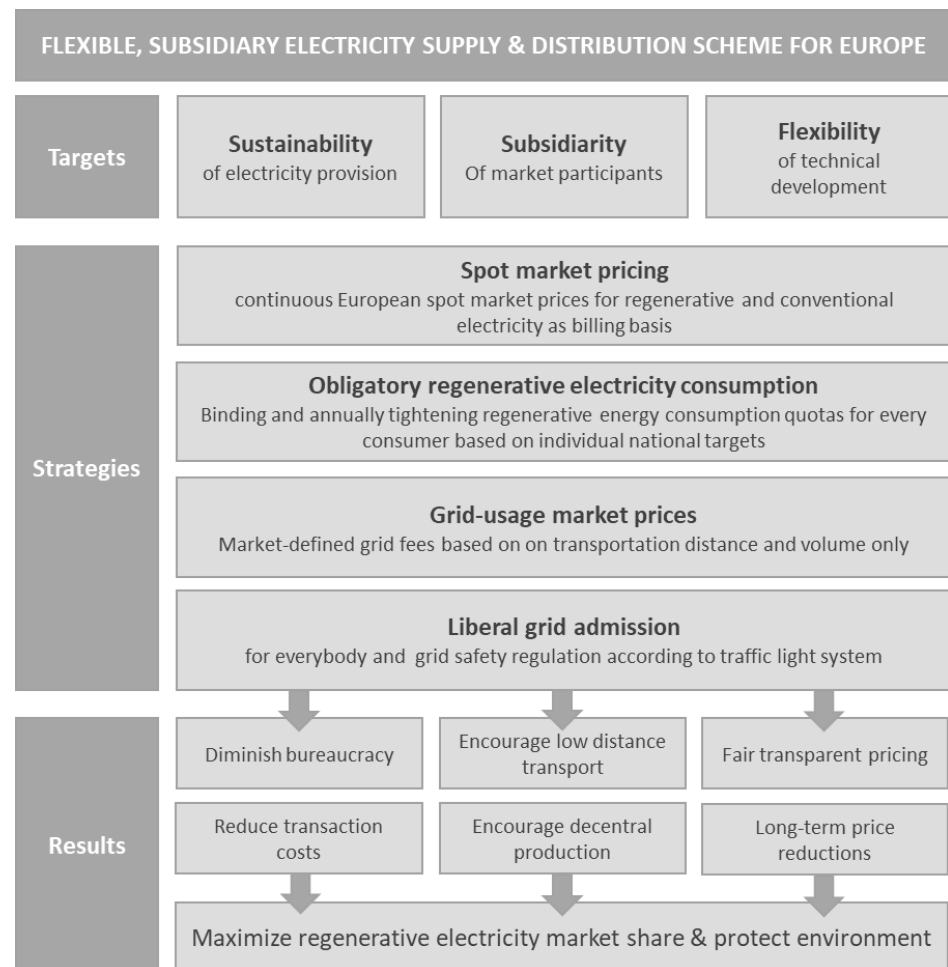 FLEXIBLE, SUBSIDIARY ELECTRICITY SUPPLY & DISTRIBUTION SCHEME FOR EUROPE
Targets
Sustainability
of electricity provision
Subsidiarity
Of market participants
Flexibility
of technical
development
Strategies
Spot market pricing
continuous European spot market prices for regenerative and conventional
electricity as billing basis
Obligatory regenerative electricity consumption
Binding and annually tightening regenerative energy consumption quotas for every
consumer based on individual national targets
Grid-usage market prices
Market-defined grid fees based on on transportation distance and volume only
Liberal grid admission
for everybody and grid safety regulation according to traffic light system
Results
Diminish bureaucracy
Encourage low distance
transport
Fair transparent pricing
Reduce transaction
costs
Encourage decentral
production
Long-term price
reductions
Maximize regenerative electricity market share & protect environment